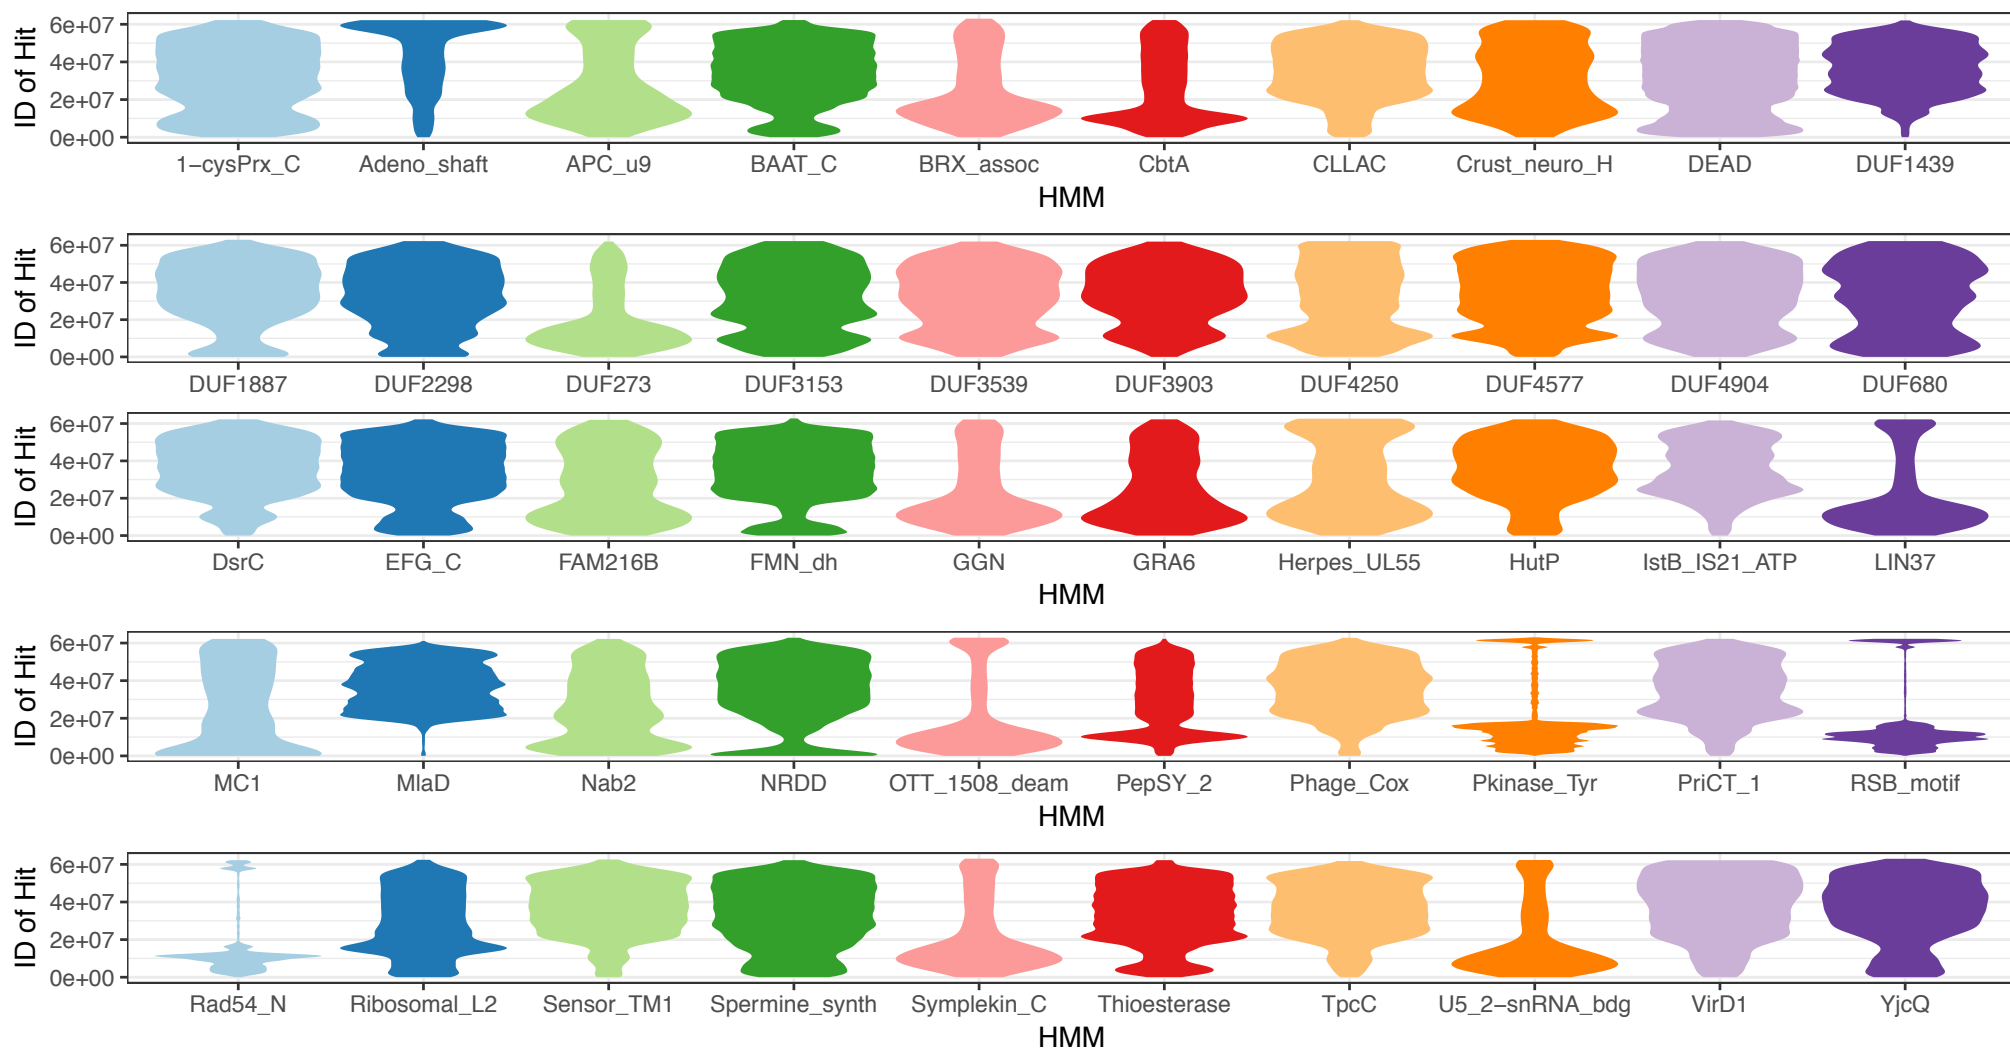 ID of Hit
6e+07
4e+07
2e+07
0e+00
1−cysPrx_C Adeno_shaft APC_u9 BAAT_C BRX_assoc CbtA CLLAC Crust_neuro_H DEAD DUF1439
HMM
ID of Hit
6e+07
4e+07
2e+07
0e+00
DUF1887 DUF2298 DUF273 DUF3153 DUF3539 DUF3903 DUF4250 DUF4577 DUF4904 DUF680
ID of Hit
6e+07
4e+07
2e+07
0e+00
DsrC EFG_C FAM216B FMN_dh GGN GRA6 Herpes_UL55 HutP IstB_IS21_ATP LIN37
HMM
ID of Hit
6e+07
4e+07
2e+07
0e+00
MC1 MlaD Nab2 NRDD OTT_1508_deam PepSY_2 Phage_Cox Pkinase_Tyr PriCT_1 RSB_motif
HMM
ID of Hit
6e+07
4e+07
2e+07
0e+00
Rad54_N Ribosomal_L2 Sensor_TM1 Spermine_synth Symplekin_C Thioesterase TpcC U5_2−snRNA_bdg VirD1 YjcQ
HMM